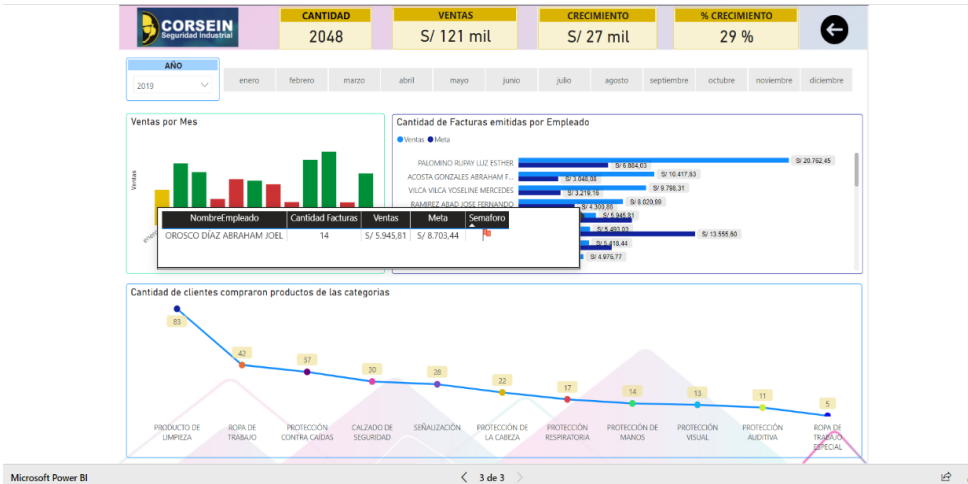 CORSEIN
Seguridad Industrial
CANTIDAD
2048
VENTAS
S/ 121 mil
CRECIMIENTO
S/ 27 mil
% CRECIMIENTO
29 %
AÑO
2019
enero febrero marzo abril mayo junio julio agosto septiembre octubre noviembre diciembre
Ventas por Mes
Ventas
Cantidad de Facturas emitidas por Empleado
Ventas Meta
PALOMINO RUPAY LUZ ESTHER
S/ 20.762,45
S/ 6.884,03
ACOSTA GONZALES ABRAHAM F...
S/ 10.417,83
S/ 3.048,08
VILCA VILCA YOSELINE MERCEDES
S/ 9.798,31
S/ 3.219,16
RAMIREZ ABAD JOSE FERNANDO
S/ 8.020,99
S/ 4.300,88
S/ 5.945,81
S/ 5.493,03
S/ 13.555,60
S/ 5.418,44
S/ 4.976,77
NombreEmpleado Cantidad Facturas Ventas Meta Semaforo
OROSCO DÍAZ ABRAHAM JOEL 14 S/ 5.945,81 S/ 8.703,44
Cantidad de clientes compraron productos de las categorias
83
42
37
30
28
22
17
14
13
11
5
PRODUCTO DE LIMPIEZA
ROPA DE TRABAJO
PROTECCIÓN CONTRA CAÍDAS
CALZADO DE SEGURIDAD
SEÑALIZACIÓN
PROTECCIÓN DE LA CABEZA
PROTECCIÓN RESPIRATORIA
PROTECCIÓN DE MANOS
PROTECCIÓN VISUAL
PROTECCIÓN AUDITIVA
ROPA DE TRABAJO ESPECIAL
Microsoft Power BI
3 de 3